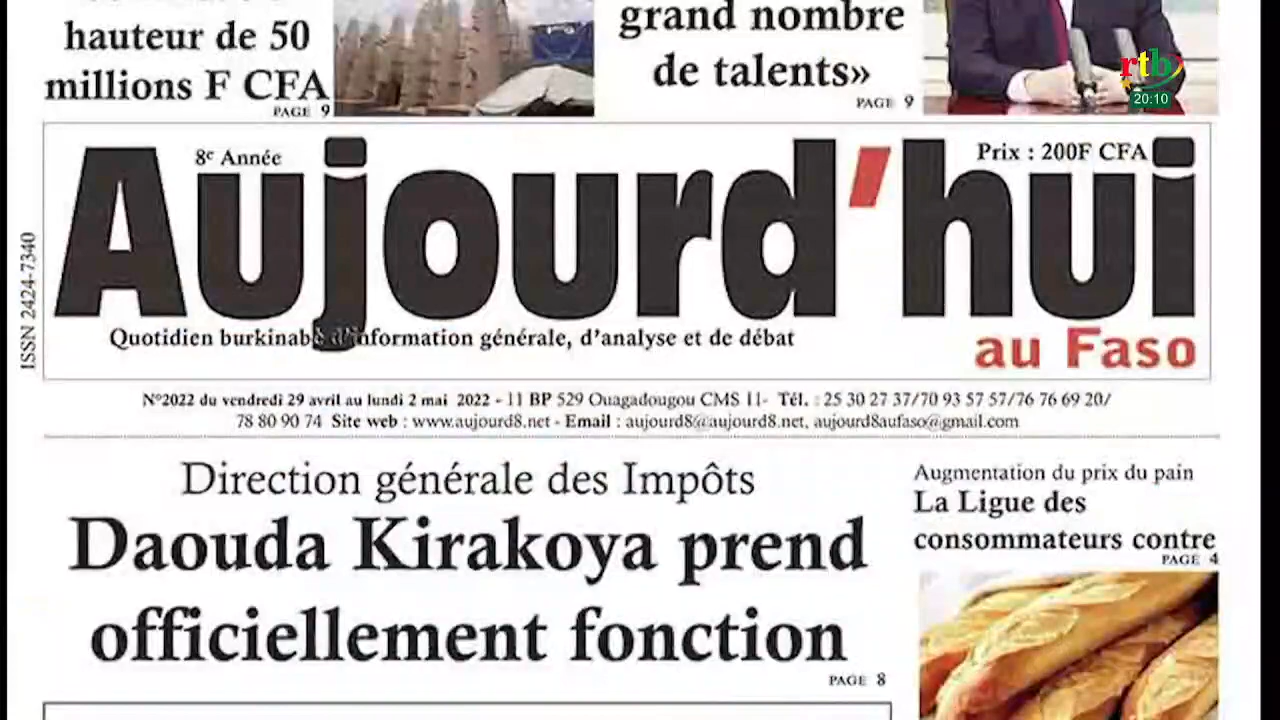 hauteur de 50
millions F CFA
PAGE 9
grand nombre
de talents»
PAGE 9
rtb
20:10
8e Année
Prix : 200F CFA
Aujourd'hui
au Faso
Quotidien burkinabè d'information générale, d'analyse et de débat
ISSN 2424-7340
N°2022 du vendredi 29 avril au lundi 2 mai 2022 - 11 BP 529 Ouagadougou CMS 11- Tél. : 25 30 27 37/70 93 57 57/76 76 69 20/
78 80 90 74 Site web : www.aujourd8.net - Email : aujourd8@aujourd8.net, aujourd8aufaso@gmail.com
Direction générale des Impôts
Daouda Kirakoya prend
officiellement fonction
PAGE 8
Augmentation du prix du pain
La Ligue des
consommateurs contre
PAGE 4